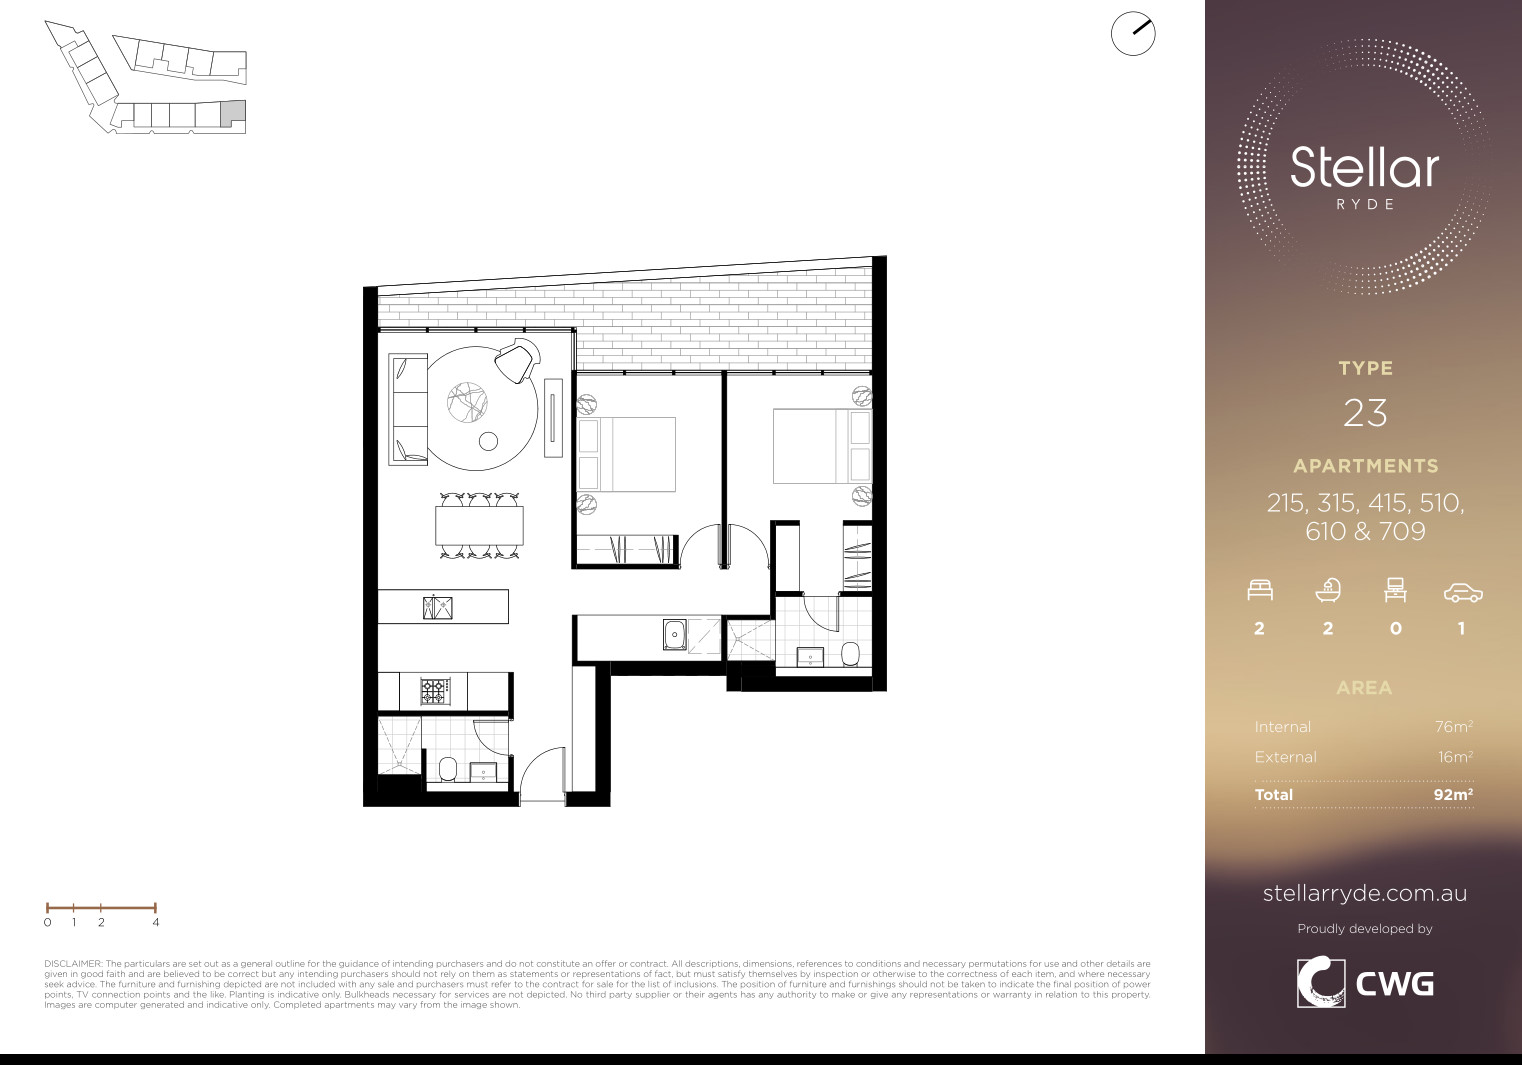 Stellar
RYDE
TYPE
23
APARTMENTS
215, 315, 415, 510,
610 & 709
2 2 0 1
AREA
Internal 76m²
External 16m²
Total 92m²
stellarryde.com.au
Proudly developed by
CWG
0 1 2 4
DISCLAIMER: The particulars are set out as a general outline for the guidance of intending purchasers and do not constitute an offer or contract. All descriptions, dimensions, references to conditions and necessary permutations for use and other details are
given in good faith and are believed to be correct but any intending purchasers should not rely on them as statements or representations of fact, but must satisfy themselves by inspection or otherwise to the correctness of each item, and where necessary
seek advice. The furniture and furnishing depicted are not included with any sale and purchasers must refer to the contract for sale for the list of inclusions. The position of furniture and furnishings should not be taken to indicate the final position of power
points, TV connection points and the like. Planting is indicative only. Bulkheads necessary for services are not depicted. No third party supplier or their agents has any authority to make or give any representations or warranty in relation to this property.
Images are computer generated and indicative only. Completed apartments may vary from the image shown.